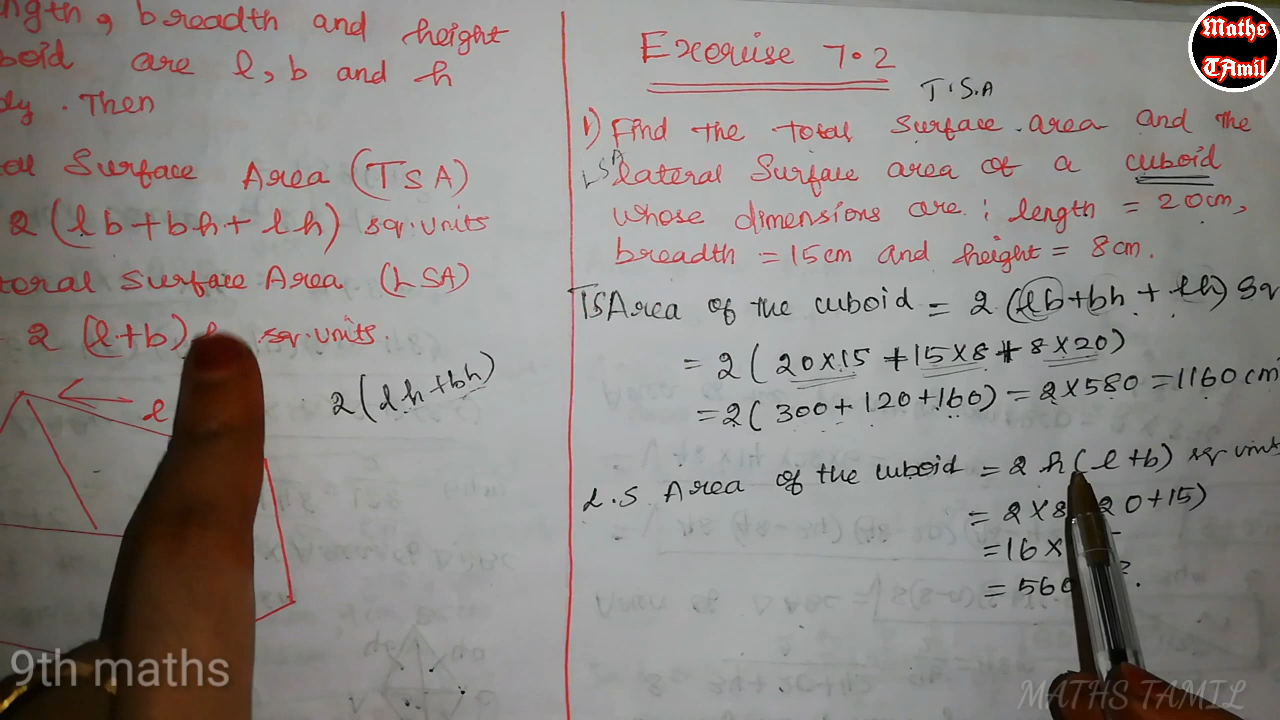 ngth, breadth and height
boid are l, b and h
ly. Then
al Surface Area (TSA)
2 (lb+bh+lh) sq.units
teral Surface Area (LSA)
2 (l+b) sq.units.
2(lh+bh)
l
Exercise 7.2
T.S.A
1) Find the total surface area and the
LSA
lateral surface area of a cuboid
whose dimensions are : length = 20cm,
breadth = 15cm and height = 8cm.
TSArea of the cuboid = 2 (lb+bh + lh) Sq
= 2 ( 20×15 + 15×8 + 8×20)
= 2( 300+120+160) = 2×580 = 1160 cm
L.S Area of the cuboid = 2 h (l+b) sq units
= 2×8 20+15)
= 16×
= 560 2.
Maths
TAmil
9th maths
MATHS TAMIL